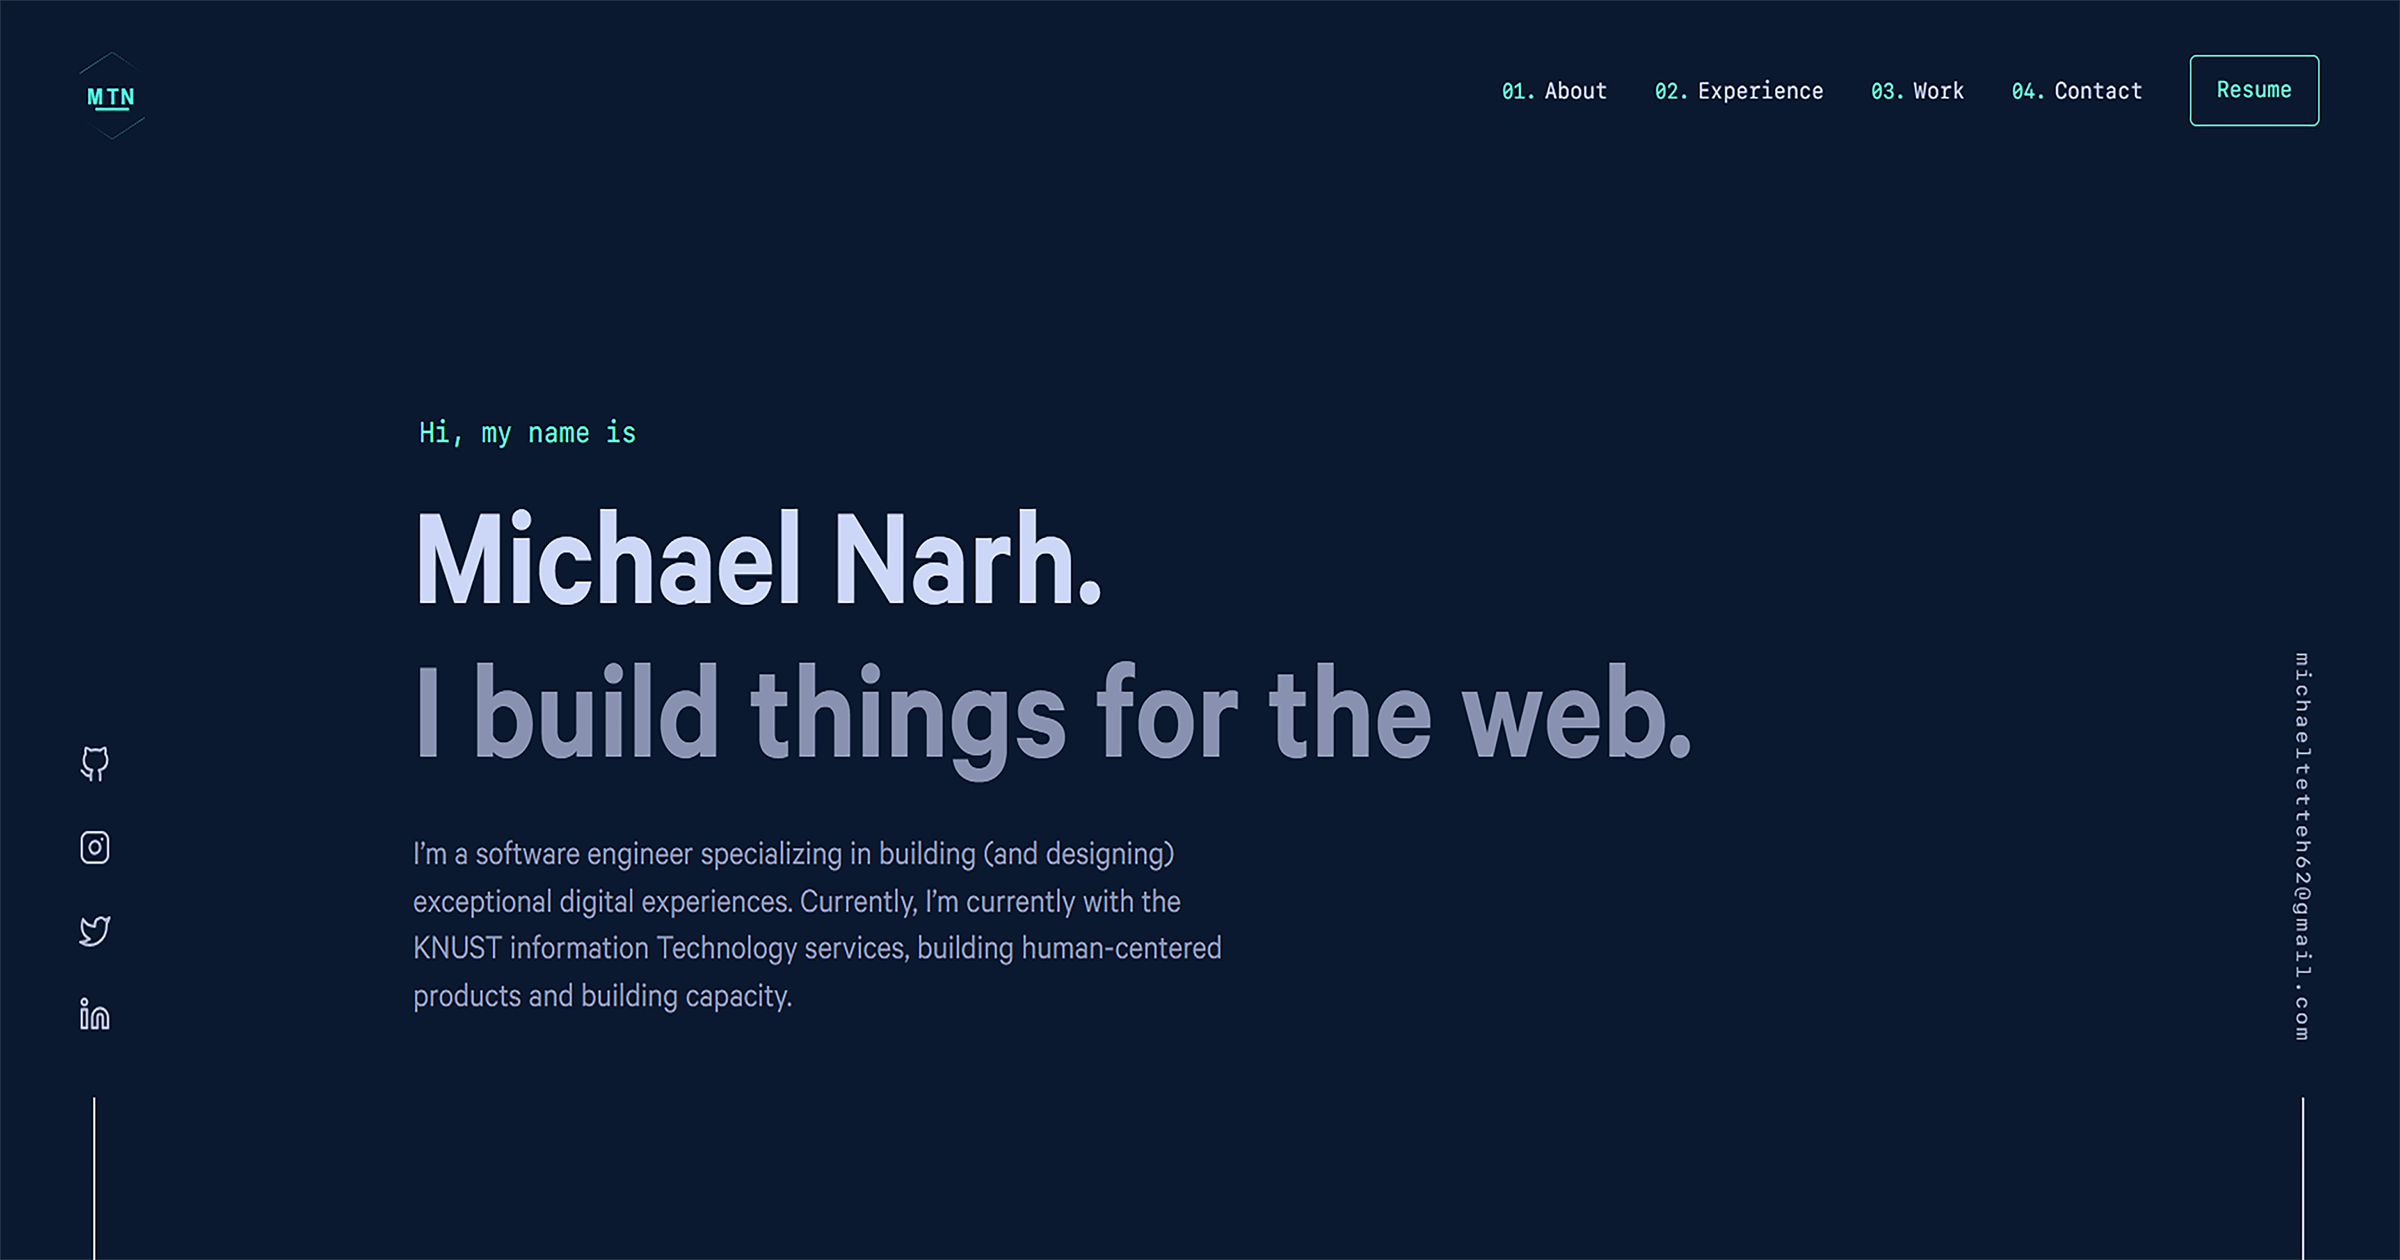 MTN
01. About 02. Experience 03. Work 04. Contact Resume
Hi, my name is
Michael Narh.
I build things for the web.
I’m a software engineer specializing in building (and designing)
exceptional digital experiences. Currently, I’m currently with the
KNUST information Technology services, building human-centered
products and building capacity.
michaeltetteh62@gmail.com